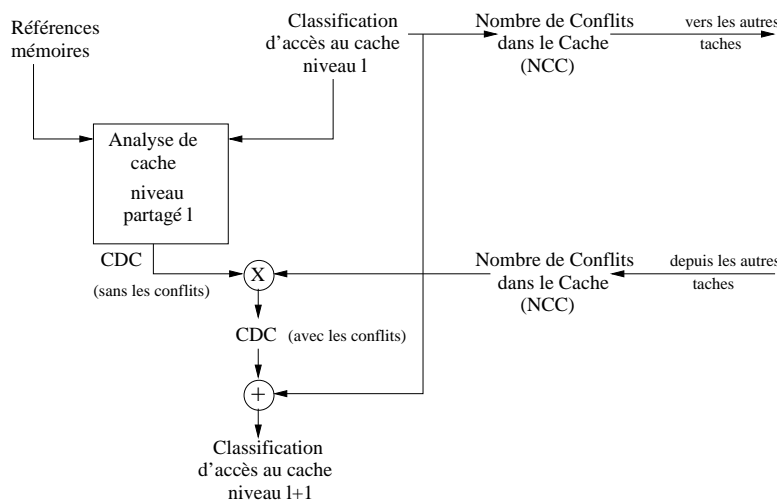 Références
mémoires
Classification
d'accès au cache
niveau l
Nombre de Conflits
dans le Cache
(NCC)
vers les autres
taches
Analyse de
cache
niveau
partagé l
CDC
(sans les conflits)
X
Nombre de Conflits
dans le Cache
(NCC)
depuis les autres
taches
CDC (avec les conflits)
+
Classification
d'accès au cache
niveau l+1